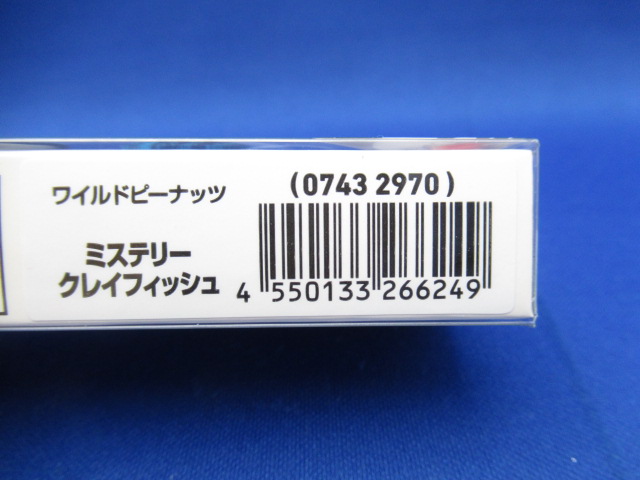 ワイルドピーナッツ
ミステリー
クレイフィッシュ
(0743 2970)
4 550133 266249